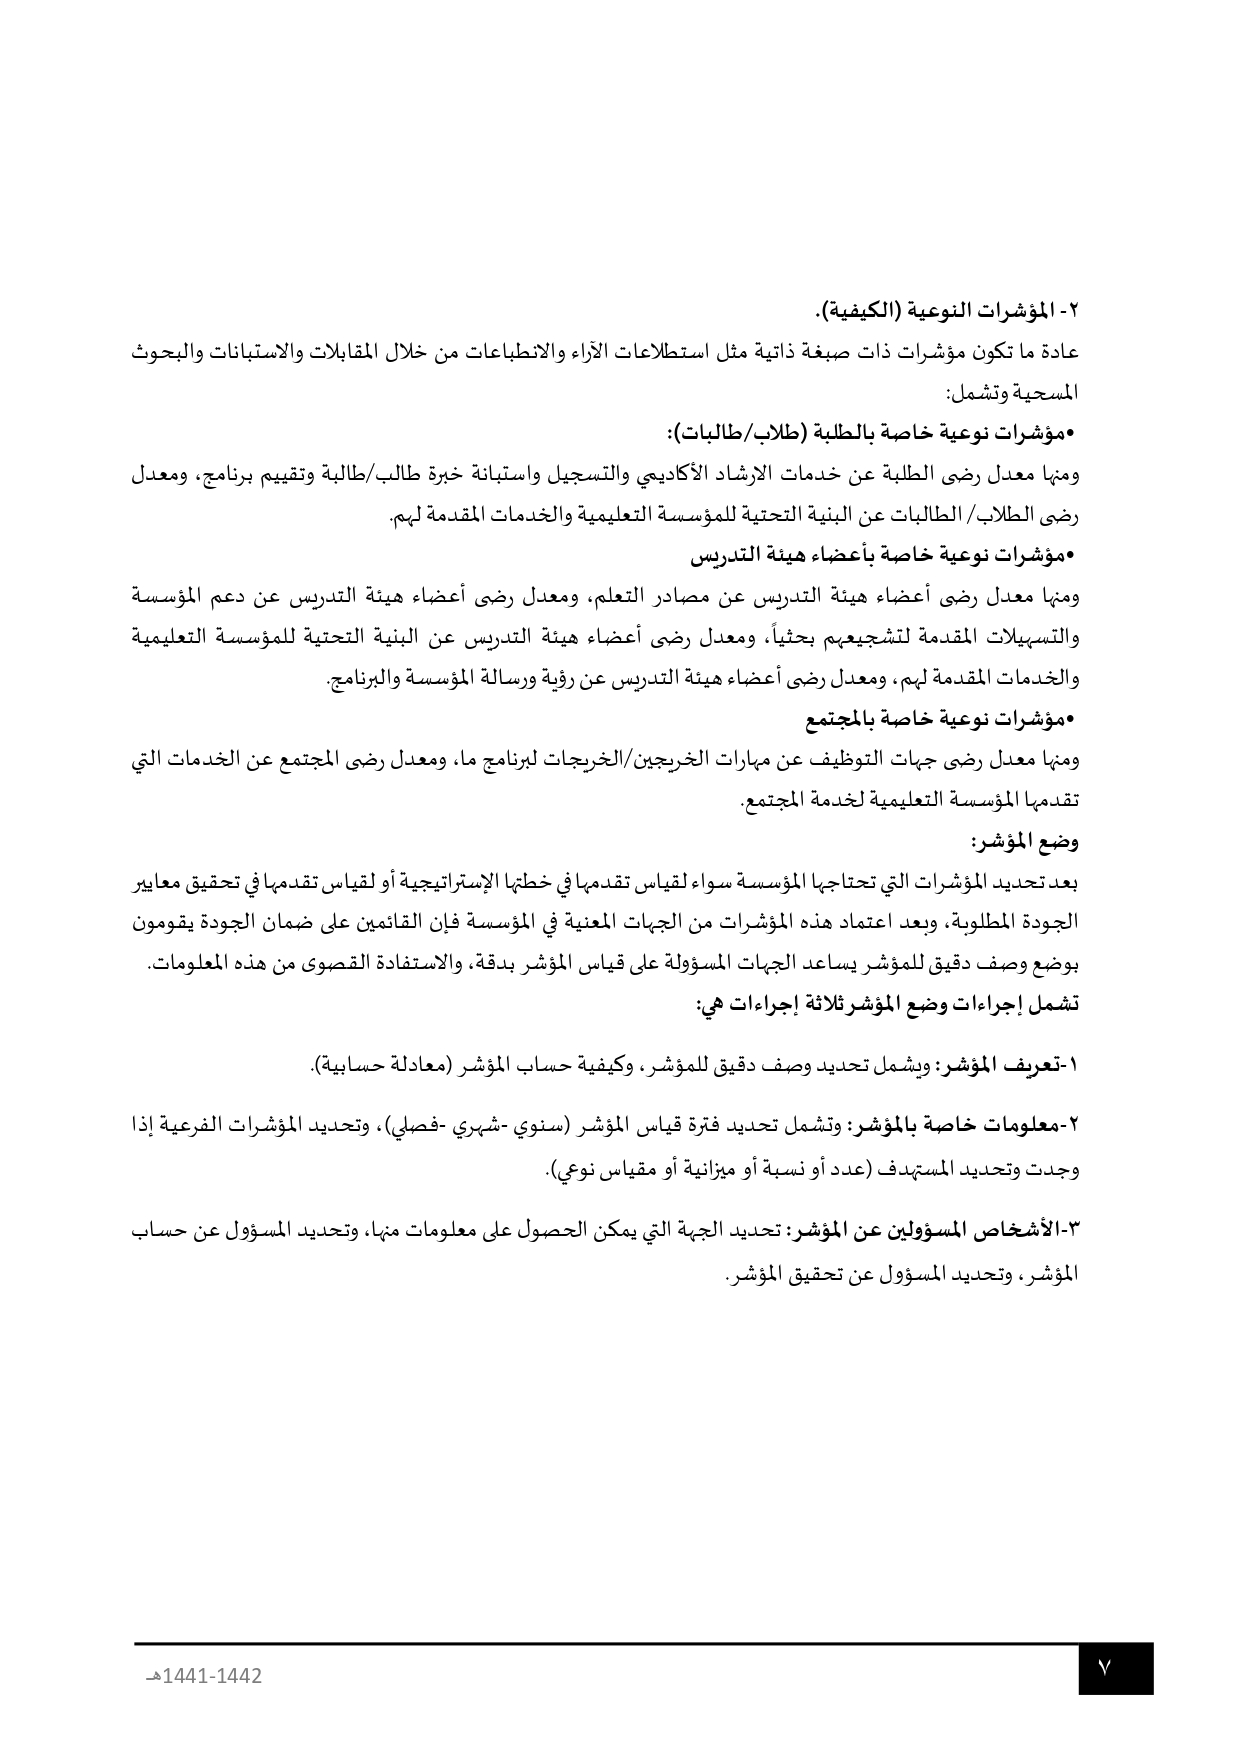 ٢- المؤشرات النوعية (الكيفية).
عادة ما تكون مؤشرات ذات صبغة ذاتية مثل استطلاعات الآراء والانطباعات من خلال المقابلات والاستبانات والبحوث
المسحية وتشمل:
•مؤشرات نوعية خاصة بالطلبة (طلاب/طالبات):
ومنها معدل رضى الطلبة عن خدمات الارشاد الأكاديمي والتسجيل واستبانة خبرة طالب/طالبة وتقييم برنامج، ومعدل
رضى الطلاب/ الطالبات عن البنية التحتية للمؤسسة التعليمية والخدمات المقدمة لهم.
•مؤشرات نوعية خاصة بأعضاء هيئة التدريس
ومنها معدل رضى أعضاء هيئة التدريس عن مصادر التعلم، ومعدل رضى أعضاء هيئة التدريس عن دعم المؤسسة
والتسهيلات المقدمة لتشجيعهم بحثياً، ومعدل رضى أعضاء هيئة التدريس عن البنية التحتية للمؤسسة التعليمية
والخدمات المقدمة لهم، ومعدل رضى أعضاء هيئة التدريس عن رؤية ورسالة المؤسسة والبرنامج.
•مؤشرات نوعية خاصة بالمجتمع
ومنها معدل رضى جهات التوظيف عن مهارات الخريجين/الخريجات لبرنامج ما، ومعدل رضى المجتمع عن الخدمات التي
تقدمها المؤسسة التعليمية لخدمة المجتمع.
وضع المؤشر:
بعد تحديد المؤشرات التي تحتاجها المؤسسة سواء لقياس تقدمها في خطتها الإستراتيجية أو لقياس تقدمها في تحقيق معايير
الجودة المطلوبة، وبعد اعتماد هذه المؤشرات من الجهات المعنية في المؤسسة فإن القائمين على ضمان الجودة يقومون
بوضع وصف دقيق للمؤشر يساعد الجهات المسؤولة على قياس المؤشر بدقة، والاستفادة القصوى من هذه المعلومات.
تشمل إجراءات وضع المؤشر ثلاثة إجراءات هي:
١-تعريف المؤشر: ويشمل تحديد وصف دقيق للمؤشر، وكيفية حساب المؤشر (معادلة حسابية).
٢-معلومات خاصة بالمؤشر: وتشمل تحديد فترة قياس المؤشر (سنوي -شهري -فصلي)، وتحديد المؤشرات الفرعية إذا
وجدت وتحديد المستهدف (عدد أو نسبة أو ميزانية أو مقياس نوعي).
٣-الأشخاص المسؤولين عن المؤشر: تحديد الجهة التي يمكن الحصول على معلومات منها، وتحديد المسؤول عن حساب
المؤشر، وتحديد المسؤول عن تحقيق المؤشر.
٧
1441-1442هـ